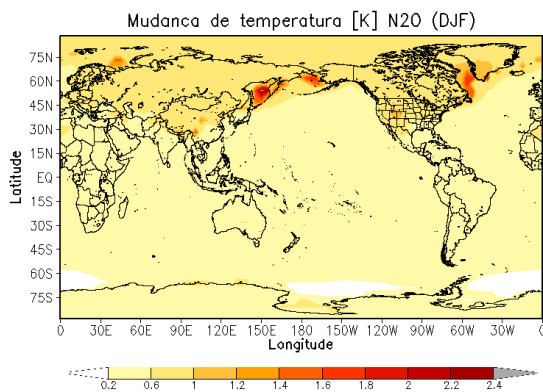 Mudanca de temperatura [K] N2O (DJF)
75N
60N
45N
30N
15N
EQ
15S
30S
45S
60S
75S
Latitude
0 30E 60E 90E 120E 150E 180 150W 120W 90W 60W 30W 0
Longitude
0.2 0.6 1 1.2 1.4 1.6 1.8 2 2.2 2.4